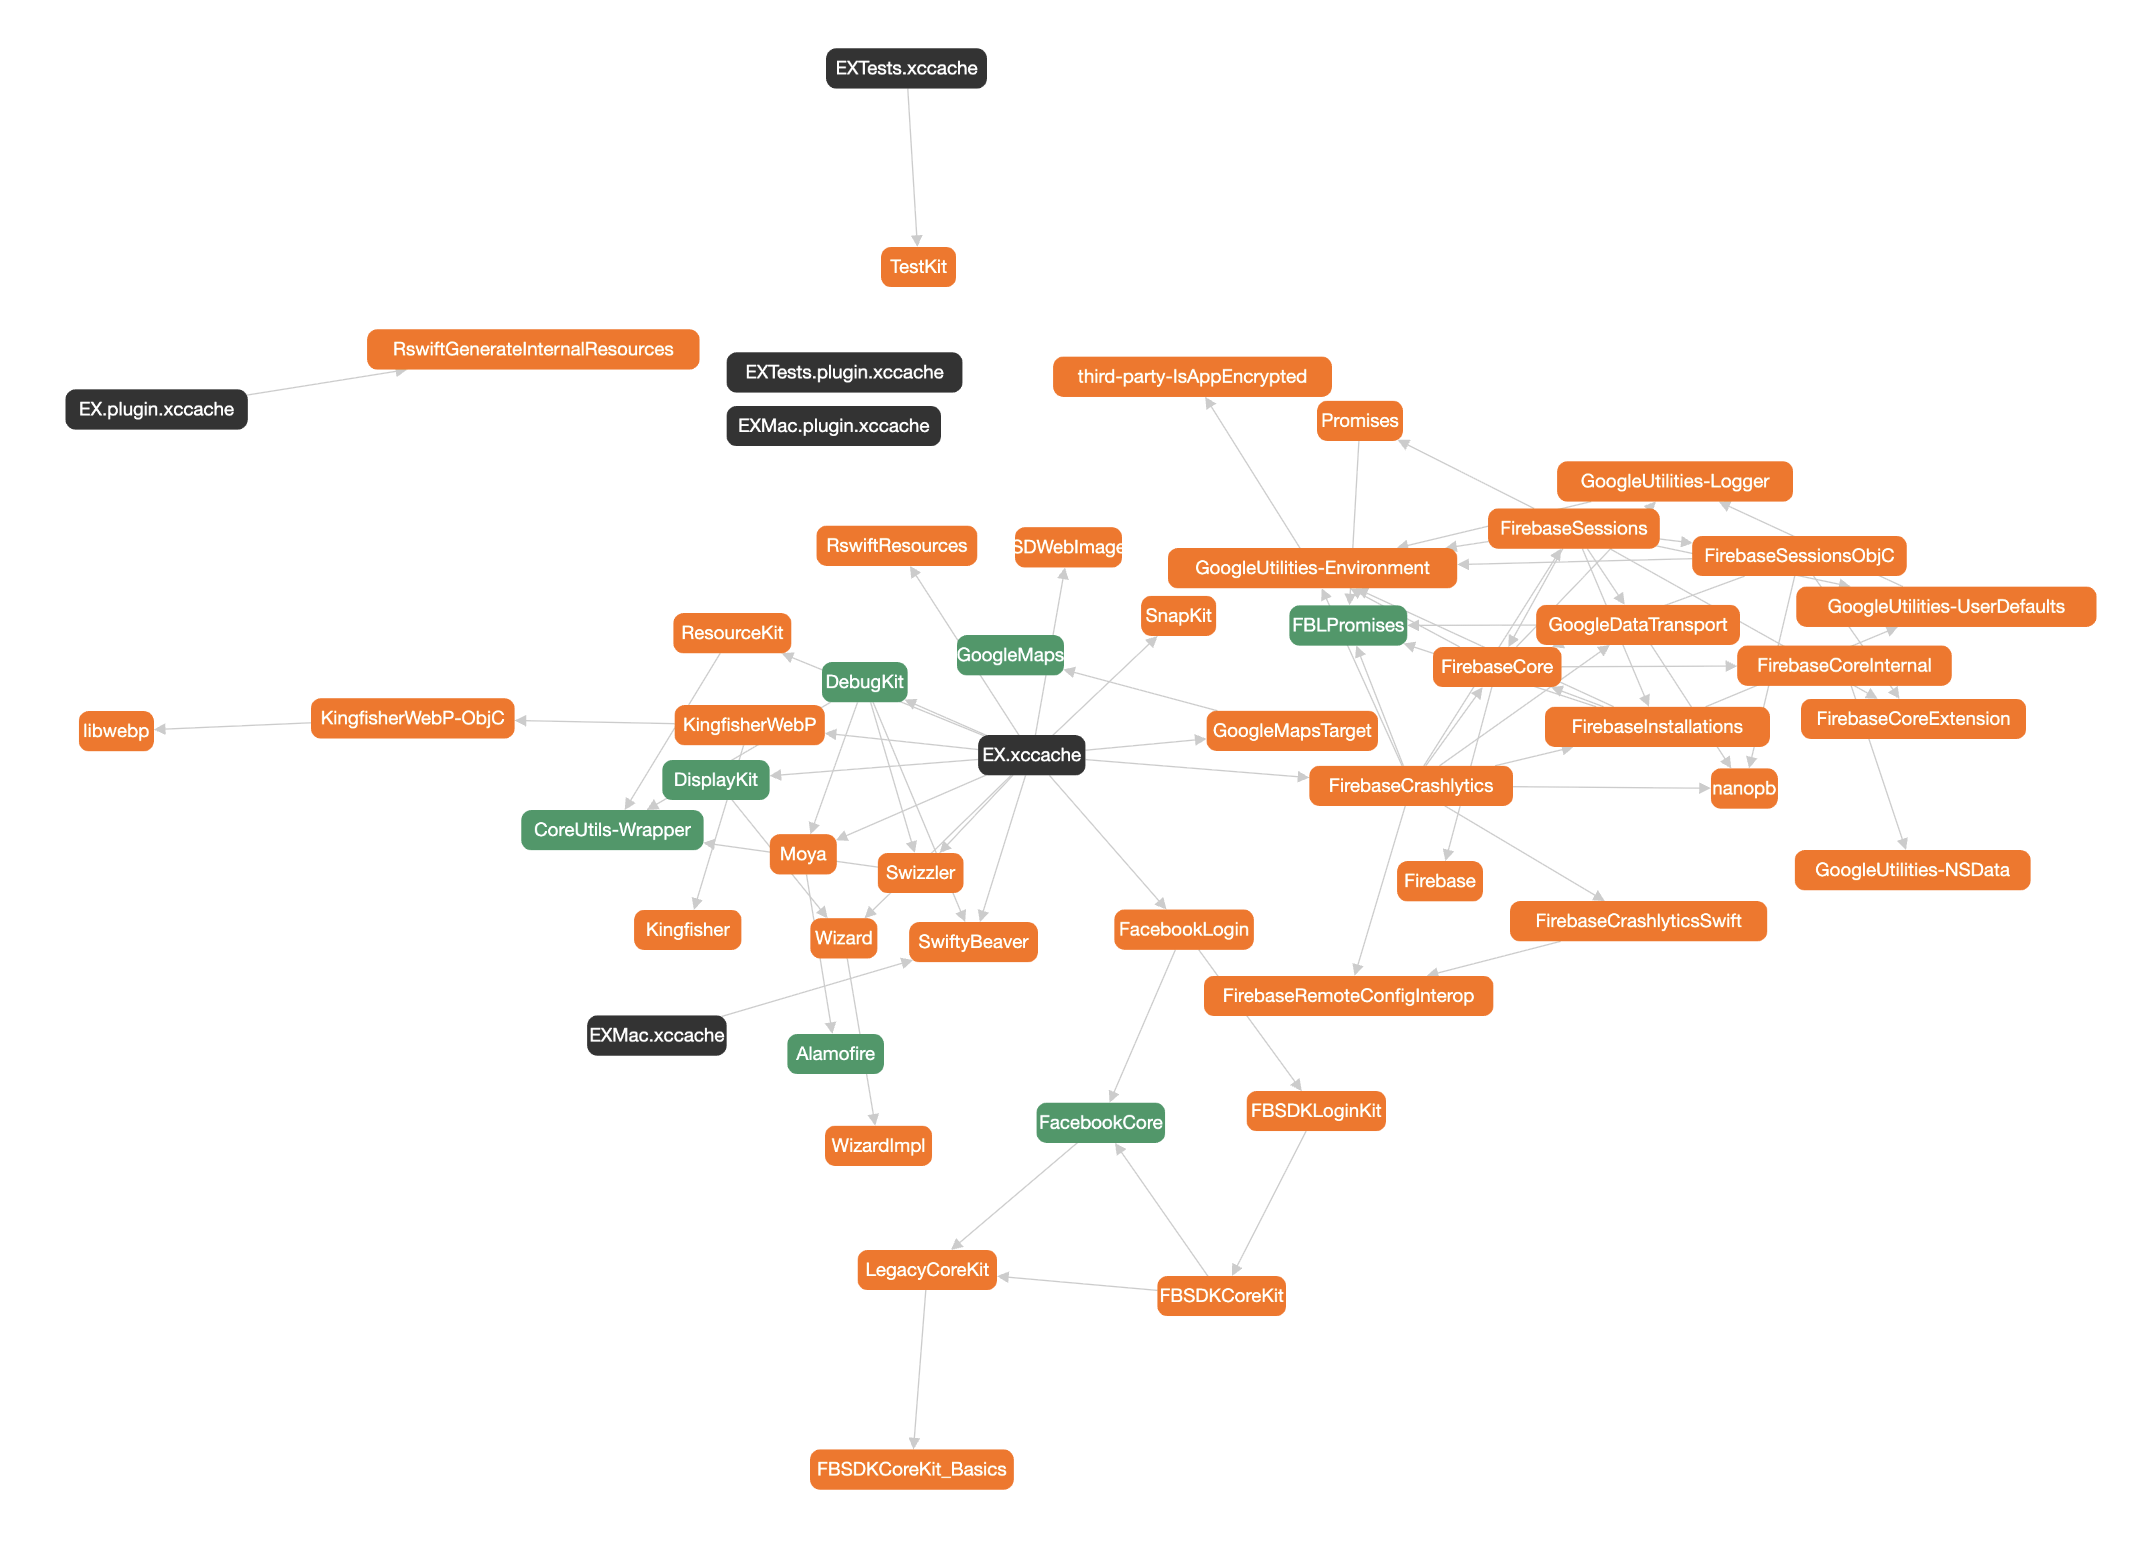 EXTests.xccache
TestKit
RswiftGenerateInternalResources
EXTests.plugin.xccache
third-party-IsAppEncrypted
EX.plugin.xccache
Promises
EXMac.plugin.xccache
GoogleUtilities-Logger
FirebaseSessions
RswiftResources
SDWebImage
FirebaseSessionsObjC
GoogleUtilities-Environment
GoogleUtilities-UserDefaults
SnapKit
FBLPromises
GoogleDataTransport
ResourceKit
GoogleMaps
FirebaseCore
FirebaseCoreInternal
DebugKit
KingfisherWebP-ObjC
FirebaseCoreExtension
KingfisherWebP
FirebaseInstallations
libwebp
GoogleMapsTarget
EX.xccache
DisplayKit
FirebaseCrashlytics
nanopb
CoreUtils-Wrapper
Moya
GoogleUtilities-NSData
Swizzler
Firebase
FirebaseCrashlyticsSwift
Kingfisher
FacebookLogin
Wizard
SwiftyBeaver
FirebaseRemoteConfigInterop
EXMac.xccache
Alamofire
FBSDKLoginKit
FacebookCore
WizardImpl
LegacyCoreKit
FBSDKCoreKit
FBSDKCoreKit_Basics